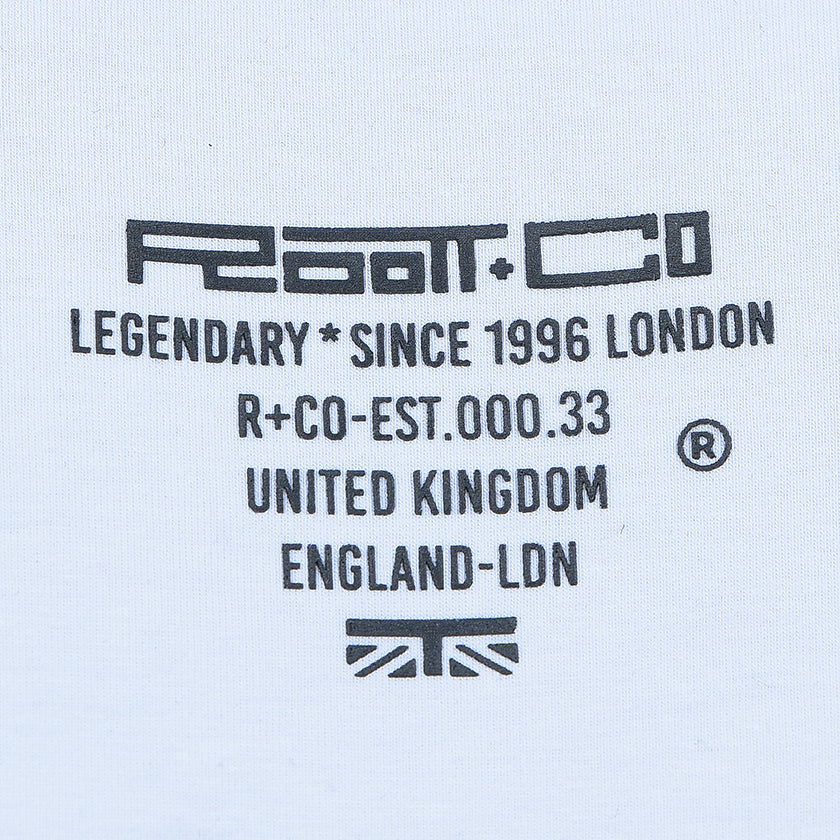 Root+Co
LEGENDARY * SINCE 1996 LONDON
R+CO-EST.000.33
®
UNITED KINGDOM
ENGLAND-LDN